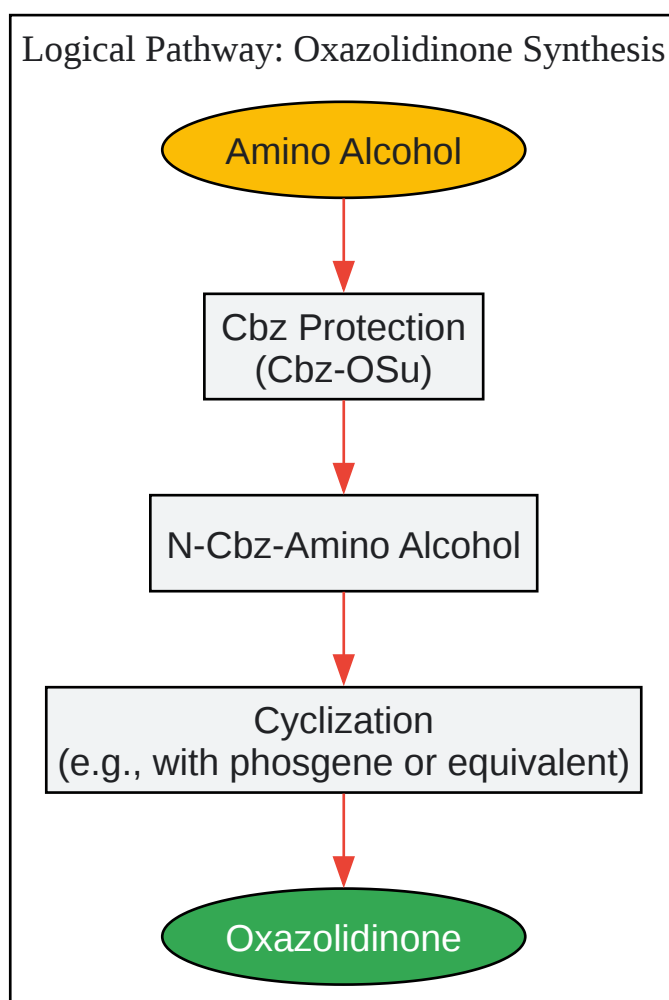 Logical Pathway: Oxazolidinone Synthesis
Amino Alcohol
Cbz Protection
(Cbz-OSu)
N-Cbz-Amino Alcohol
Cyclization
(e.g., with phosgene or equivalent)
Oxazolidinone